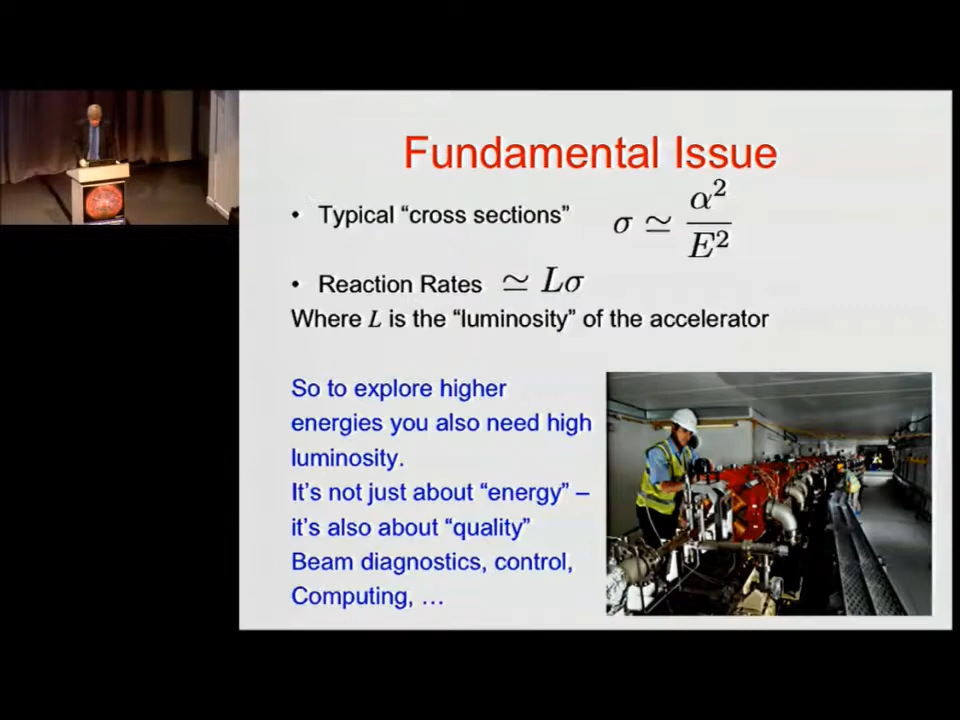 Fundamental Issue
• Typical “cross sections” σ ≃ α²/E²
• Reaction Rates ≃ Lσ
Where L is the “luminosity” of the accelerator
So to explore higher
energies you also need high
luminosity.
It’s not just about “energy” –
it’s also about “quality”
Beam diagnostics, control,
Computing, …